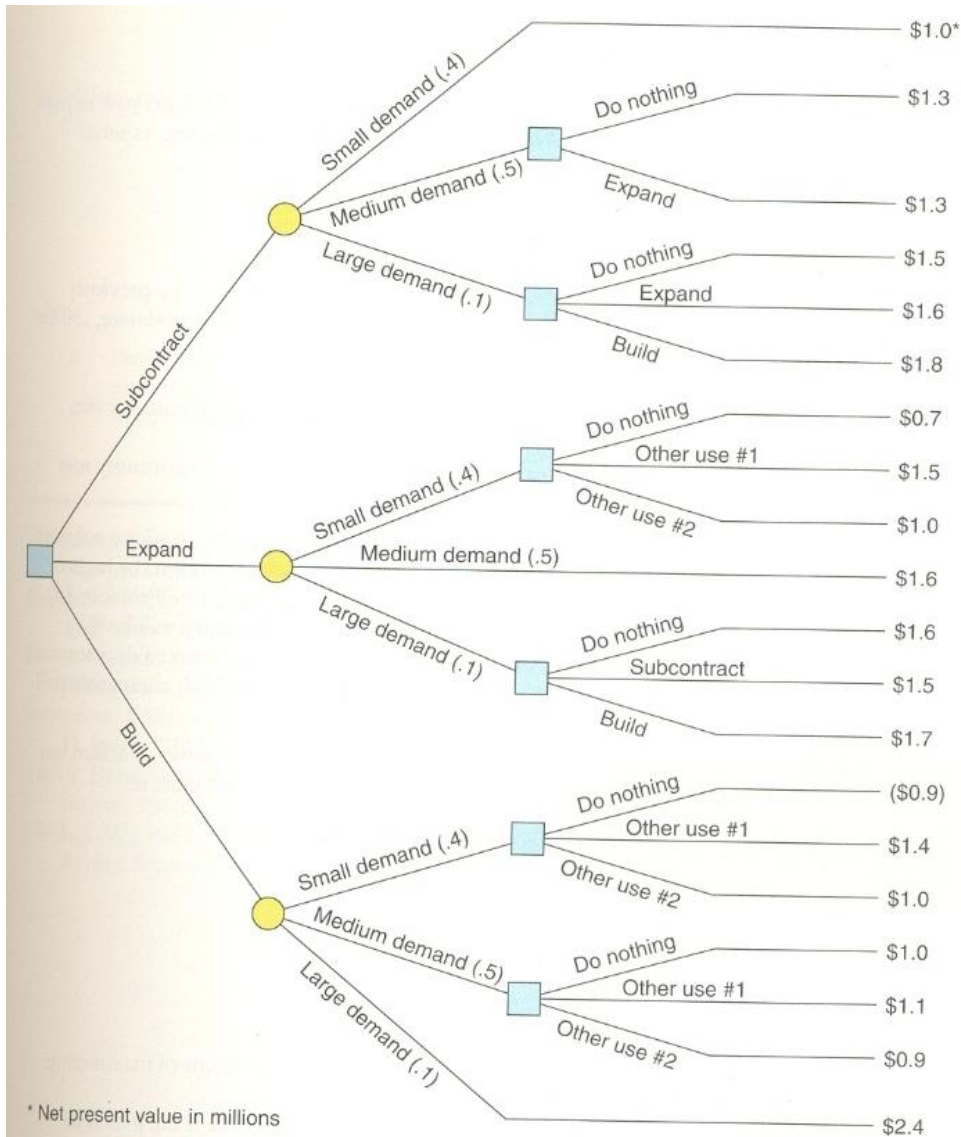 $1.0*
Small demand (.4)
Do nothing
$1.3
Medium demand (.5)
Expand
$1.3
Large demand (.1)
Do nothing
$1.5
Expand
$1.6
Build
$1.8
Subcontract
Do nothing
$0.7
Small demand (.4)
Other use #1
$1.5
Other use #2
$1.0
Expand
Medium demand (.5)
$1.6
Large demand (.1)
Do nothing
$1.6
Subcontract
$1.5
Build
$1.7
Build
Do nothing
($0.9)
Small demand (.4)
Other use #1
$1.4
Other use #2
$1.0
Medium demand (.5)
Do nothing
$1.0
Other use #1
$1.1
Other use #2
$0.9
Large demand (.1)
$2.4
* Net present value in millions